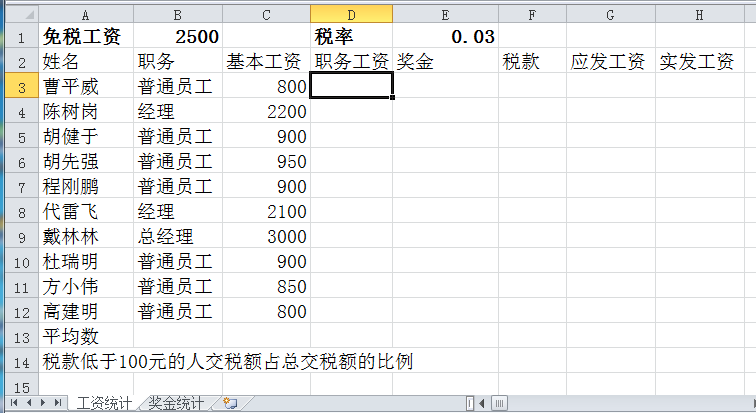 A B C D E F G H
1 免税工资 2500 税率 0.03
2 姓名 职务 基本工资 职务工资 奖金 税款 应发工资 实发工资
3 曹平威 普通员工 800
4 陈树岗 经理 2200
5 胡健于 普通员工 900
6 胡先强 普通员工 950
7 程刚鹏 普通员工 900
8 代雷飞 经理 2100
9 戴林林 总经理 3000
10 杜瑞明 普通员工 900
11 方小伟 普通员工 850
12 高建明 普通员工 800
13 平均数
14 税款低于100元的人交税额占总交税额的比例
15
工资统计 奖金统计